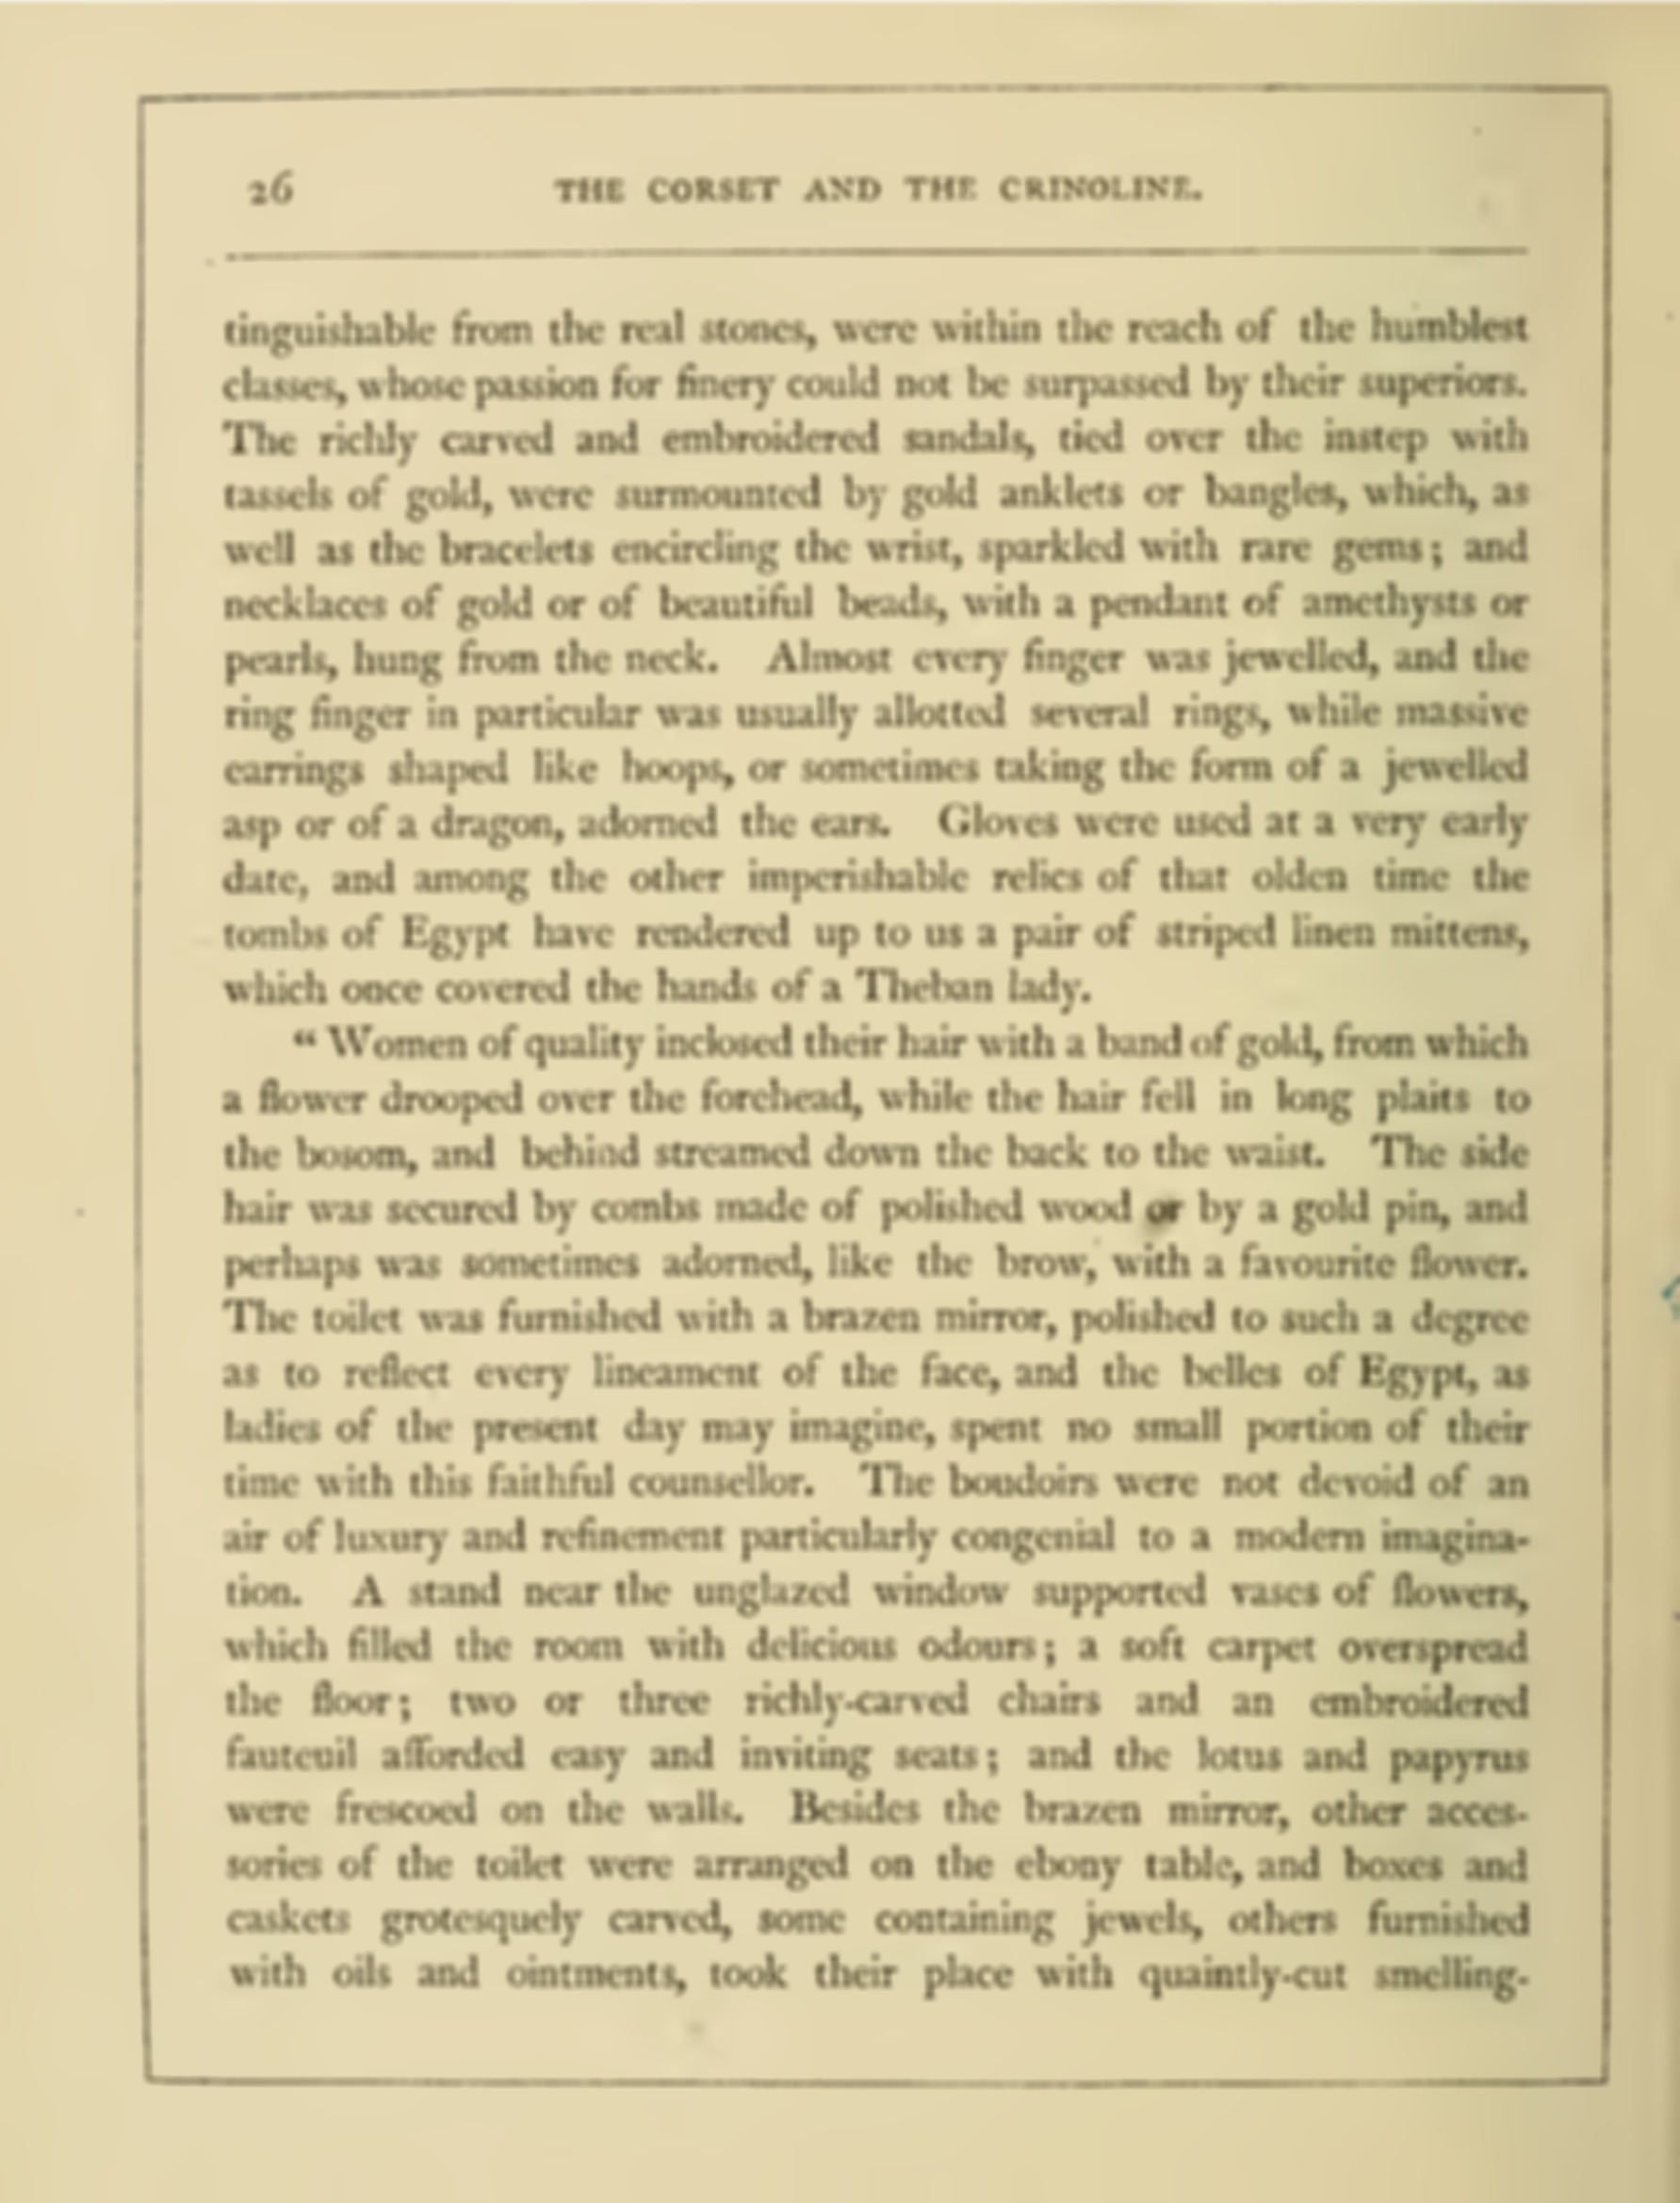 26 THE CORSET AND THE CRINOLINE.
tinguishable from the real stones, were within the reach of the humblest
classes, whose passion for finery could not be surpassed by their superiors.
The richly carved and embroidered sandals, tied over the instep with
tassels of gold, were surmounted by gold anklets or bangles, which, as
well as the bracelets encircling the wrist, sparkled with rare gems; and
necklaces of gold or of beautiful beads, with a pendant of amethysts or
pearls, hung from the neck. Almost every finger was jewelled, and the
ring finger in particular was usually allotted several rings, while massive
earrings shaped like hoops, or sometimes taking the form of a jewelled
asp or of a dragon, adorned the ears. Gloves were used at a very early
date, and among the other imperishable relics of that olden time the
tombs of Egypt have rendered up to us a pair of striped linen mittens,
which once covered the hands of a Theban lady.
“ Women of quality inclosed their hair with a band of gold, from which
a flower drooped over the forehead, while the hair fell in long plaits to
the bosom, and behind streamed down the back to the waist. The side
hair was secured by combs made of polished wood or by a gold pin, and
perhaps was sometimes adorned, like the brow, with a favourite flower.
The toilet was furnished with a brazen mirror, polished to such a degree
as to reflect every lineament of the face, and the belles of Egypt, as
ladies of the present day may imagine, spent no small portion of their
time with this faithful counsellor. The boudoirs were not devoid of an
air of luxury and refinement particularly congenial to a modern imagina-
tion. A stand near the unglazed window supported vases of flowers,
which filled the room with delicious odours; a soft carpet overspread
the floor; two or three richly-carved chairs and an embroidered
fauteuil afforded easy and inviting seats; and the lotus and papyrus
were frescoed on the walls. Besides the brazen mirror, other acces-
sories of the toilet were arranged on the ebony table, and boxes and
caskets grotesquely carved, some containing jewels, others furnished
with oils and ointments, took their place with quaintly-cut smelling-